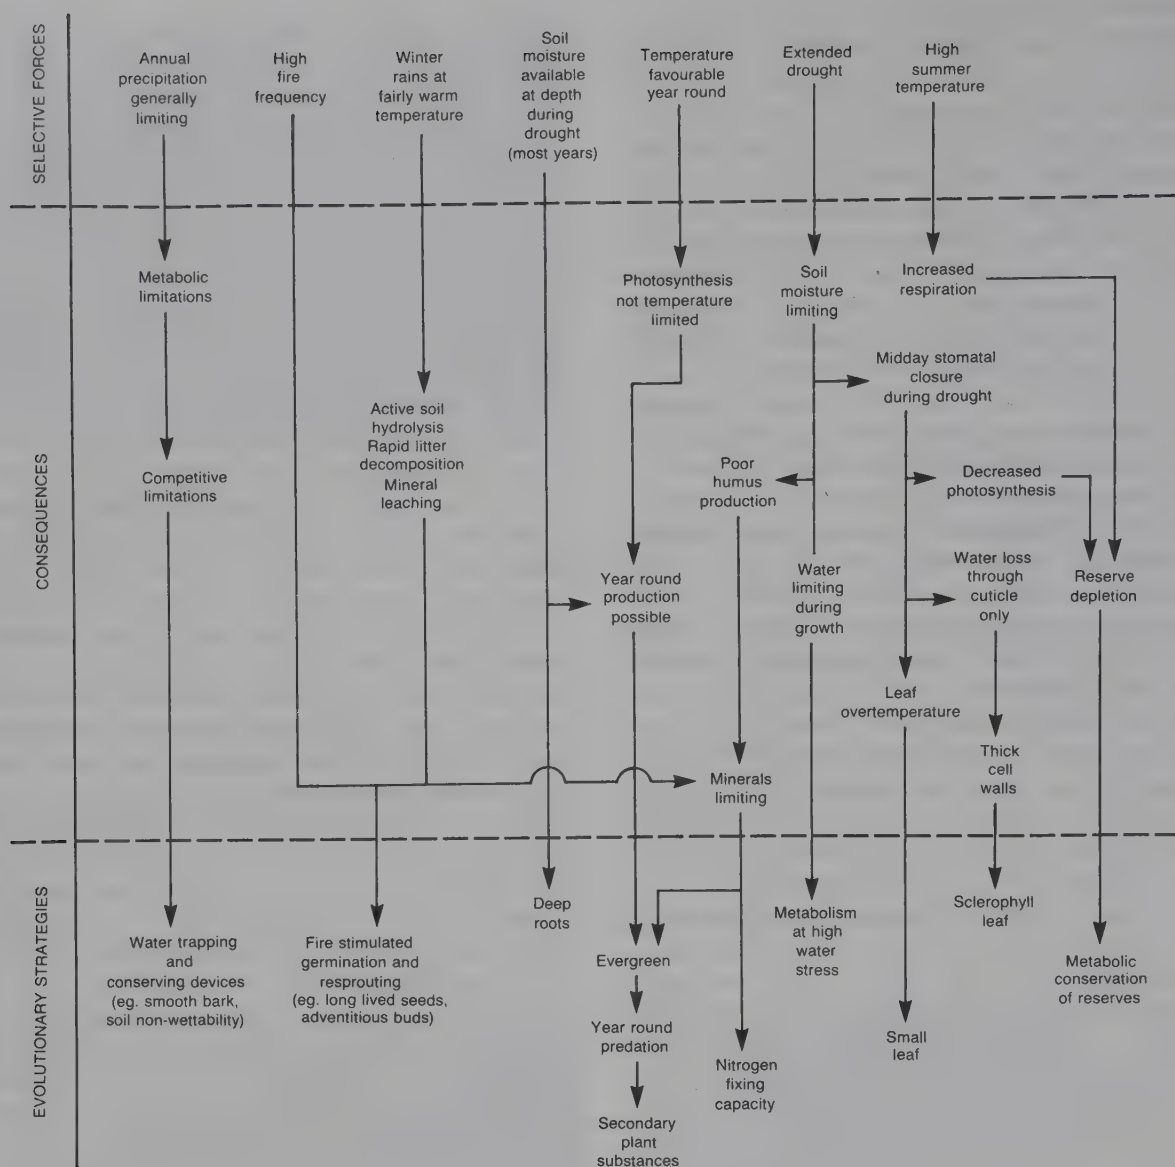 SELECTIVE FORCES
Annual
precipitation
generally
limiting
High
fire
frequency
Winter
rains at
fairly warm
temperature
Soil
moisture
available
at depth
during
drought
(most years)
Temperature
favourable
year round
Extended
drought
High
summer
temperature
CONSEQUENCES
Metabolic
limitations
Competitive
limitations
Active soil
hydrolysis
Rapid litter
decomposition
Mineral
leaching
Photosynthesis
not temperature
limited
Year round
production
possible
Poor
humus
production
Minerals
limiting
Soil
moisture
limiting
Water
limiting
during
growth
Increased
respiration
Midday stomatal
closure
during drought
Decreased
photosynthesis
Water loss
through
cuticle
only
Reserve
depletion
Leaf
overtemperature
Thick
cell
walls
EVOLUTIONARY STRATEGIES
Water trapping
and
conserving devices
(eg. smooth bark,
soil non-wettability)
Fire stimulated
germination and
resprouting
(eg. long lived seeds,
adventitious buds)
Deep
roots
Evergreen
Year round
predation
Secondary
plant
substances
Nitrogen
fixing
capacity
Metabolism
at high
water
stress
Small
leaf
Sclerophyll
leaf
Metabolic
conservation
of reserves